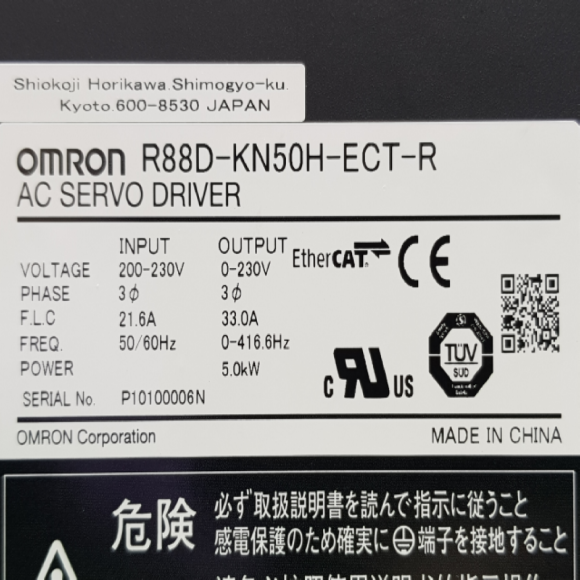 Shiokoji Horikawa.Shimogyo-ku.
Kyoto.600-8530 JAPAN
OMRON R88D-KN50H-ECT-R
AC SERVO DRIVER
INPUT OUTPUT
VOLTAGE 200-230V 0-230V
PHASE 3ϕ 3ϕ
F.L.C 21.6A 33.0A
FREQ. 50/60Hz 0-416.6Hz
POWER 5.0kW
SERIAL No. P10100006N
EtherCAT®
CE
TÜV
SUD
C UR US
OMRON Corporation MADE IN CHINA
危険 必ず取扱説明書を読んで指示に従うこと
感電保護のため確実に端子を接地すること